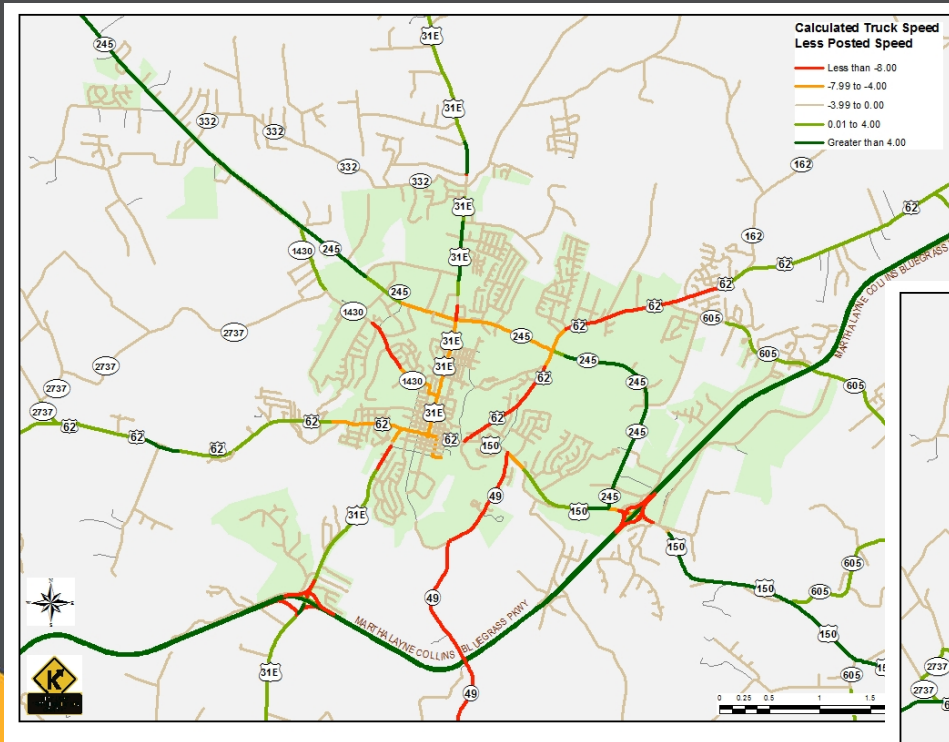 Calculated Truck Speed
Less Posted Speed
Less than -8.00
-7.99 to -4.00
-3.99 to 0.00
0.01 to 4.00
Greater than 4.00
31E
245
31E
332
332
162
332
332
31E
62
162
1430
245
31E
62
245
62
62
1430
605
2737
62
31E
245
605
245
2737
31E
62
245
1430
605
2737
31E
62
62
62
62
245
62
62
150
62
49
245
31E
150
150
605
150
605
49
MARTHA LAYNE COLLINS BLUEGRASS PKWY
MARTHA LAYNE COLLINS BLUEGRASS
150
31E
605
2737
2737
49
N
W
S
K
0 0.25 0.5 1 1.5